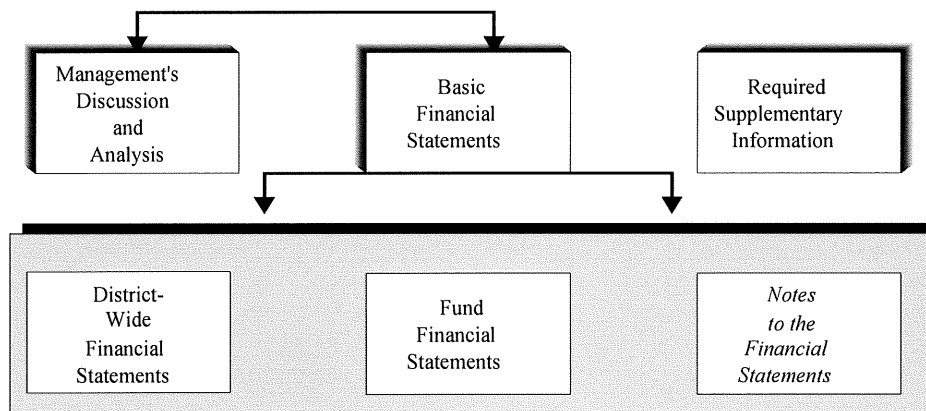 Management's
Discussion
and
Analysis
Basic
Financial
Statements
Required
Supplementary
Information
District-
Wide
Financial
Statements
Fund
Financial
Statements
Notes
to the
Financial
Statements